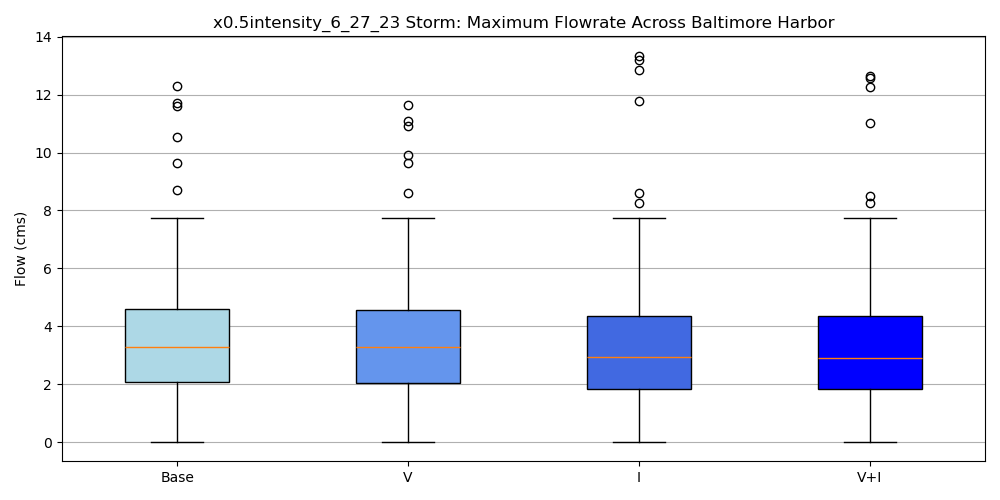 x0.5intensity_6_27_23 Storm: Maximum Flowrate Across Baltimore Harbor
14
12
10
8
6
4
2
0
Flow (cms)
Base V I V+I